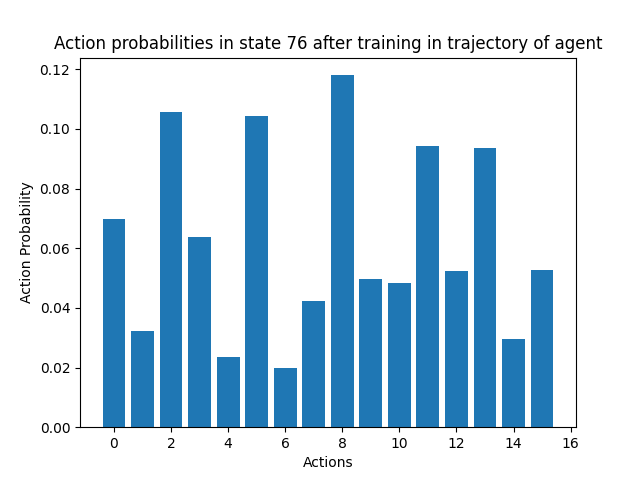 Action probabilities in state 76 after training in trajectory of agent
0.12
0.10
0.08
0.06
0.04
0.02
0.00
Action Probability
0 2 4 6 8 10 12 14 16
Actions